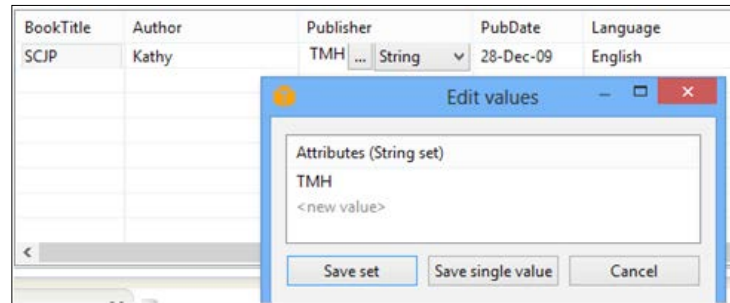 BookTitle Author Publisher PubDate Language
SCJP Kathy TMH ... String 28-Dec-09 English
Edit values
Attributes (String set)
TMH
<new value>
Save set Save single value Cancel